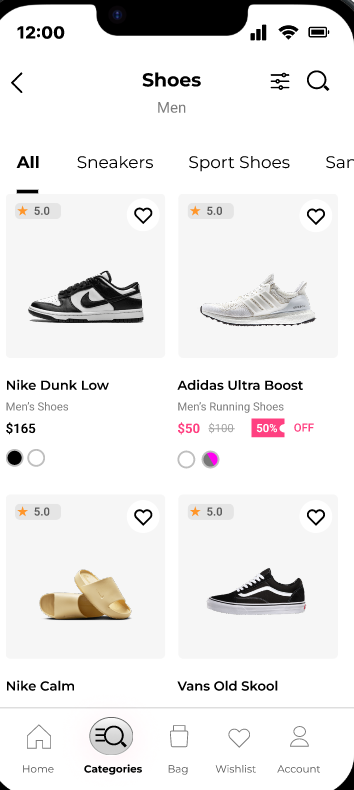 12:00
Shoes
Men
All Sneakers Sport Shoes San
5.0 5.0
Nike Dunk Low Adidas Ultra Boost
Men's Shoes Men's Running Shoes
$165 $50 $100 50% OFF
5.0 5.0
Nike Calm Vans Old Skool
Home Categories Bag Wishlist Account